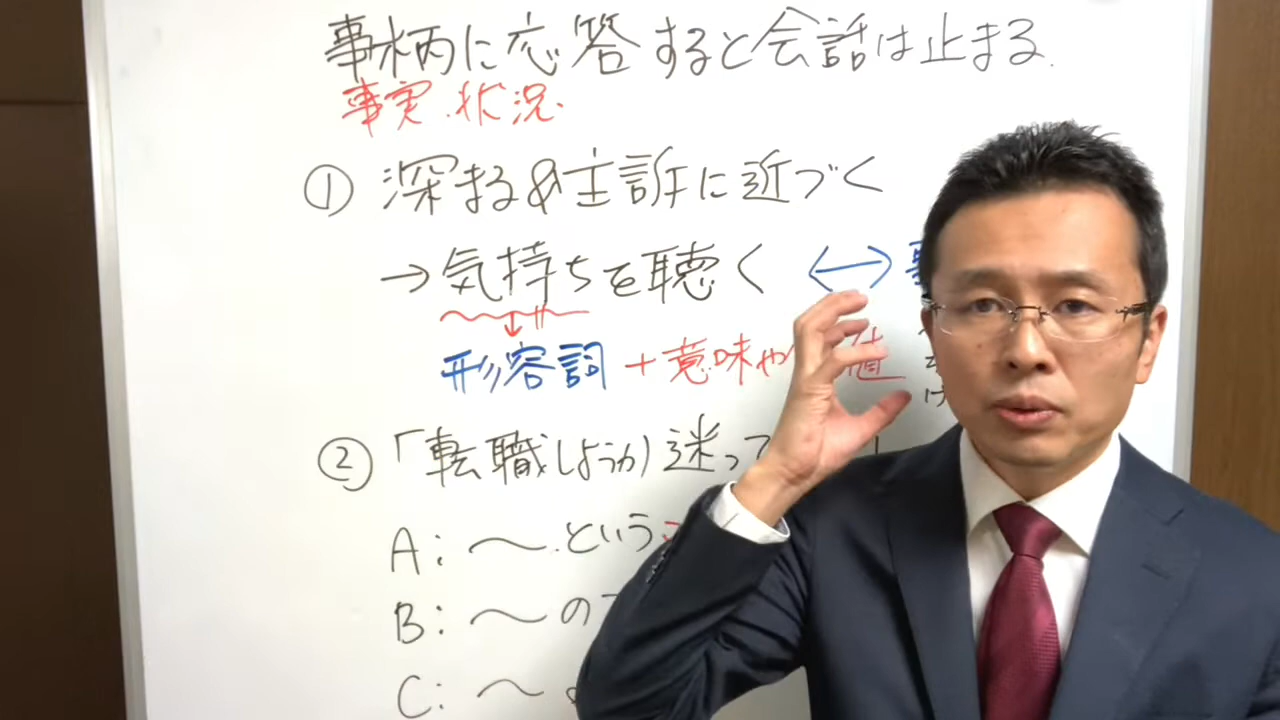 事柄に応答すると会話は止まる.
事実.状況.
① 深まる&主訴に近づく
→気持ちを聴く ⟷
形容詞 + 意味や 値
② 「転職しようか迷って
A: 〜.という
B: 〜の
C: 〜